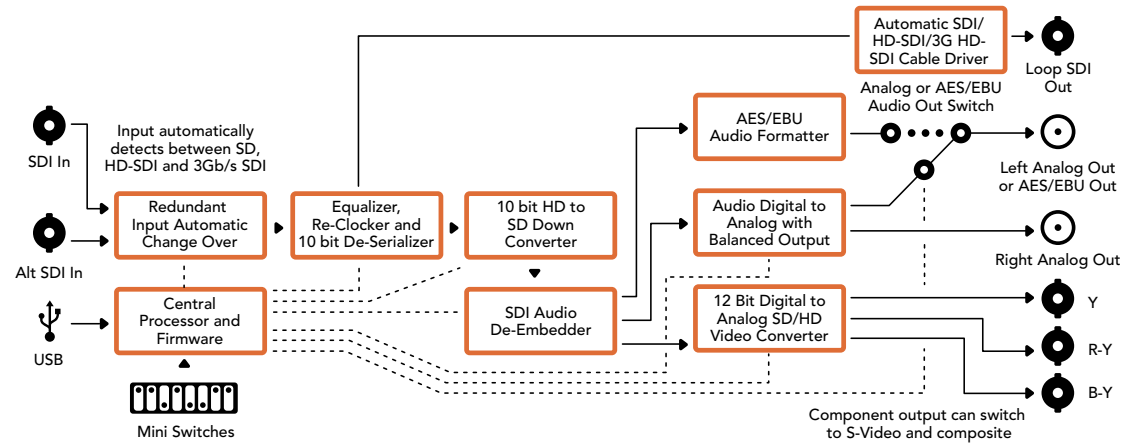 Automatic SDI/
HD-SDI/3G HD-
SDI Cable Driver
Loop SDI
Out
Analog or AES/EBU
Audio Out Switch
AES/EBU
Audio Formatter
SDI In
Input automatically
detects between SD,
HD-SDI and 3Gb/s SDI
Left Analog Out
or AES/EBU Out
Redundant
Input Automatic
Change Over
Equalizer,
Re-Clocker and
10 bit De-Serializer
10 bit HD to
SD Down
Converter
Audio Digital to
Analog with
Balanced Output
Alt SDI In
Right Analog Out
Central
Processor and
Firmware
SDI Audio
De-Embedder
12 Bit Digital to
Analog SD/HD
Video Converter
Y
USB
R-Y
B-Y
Mini Switches
Component output can switch
to S-Video and composite